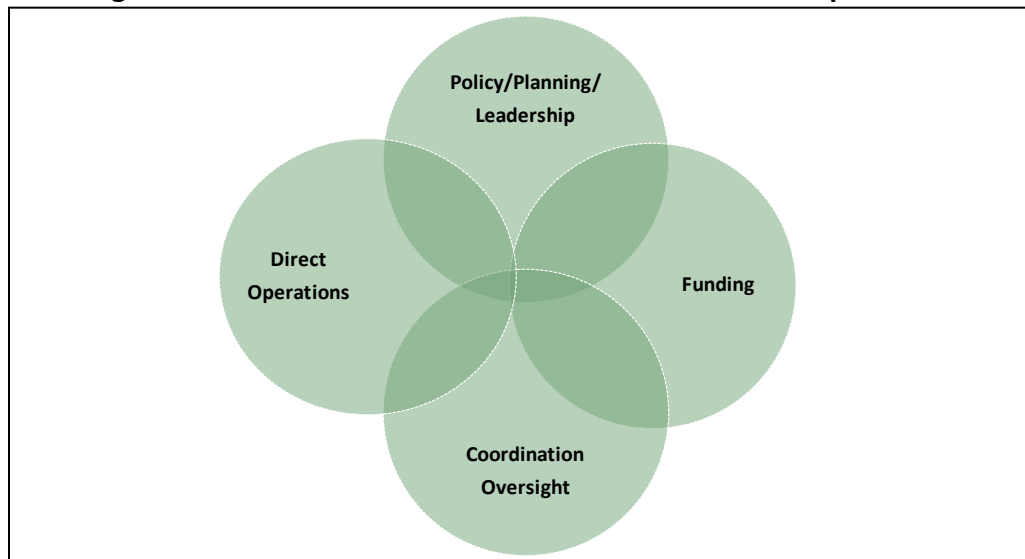 Policy/Planning/
Leadership
Direct
Operations
Funding
Coordination
Oversight